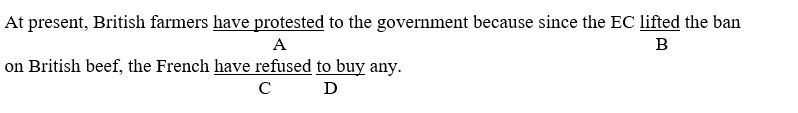 At present, British farmers have protested to the government because since the EC lifted the ban
A B
on British beef, the French have refused to buy any.
C D